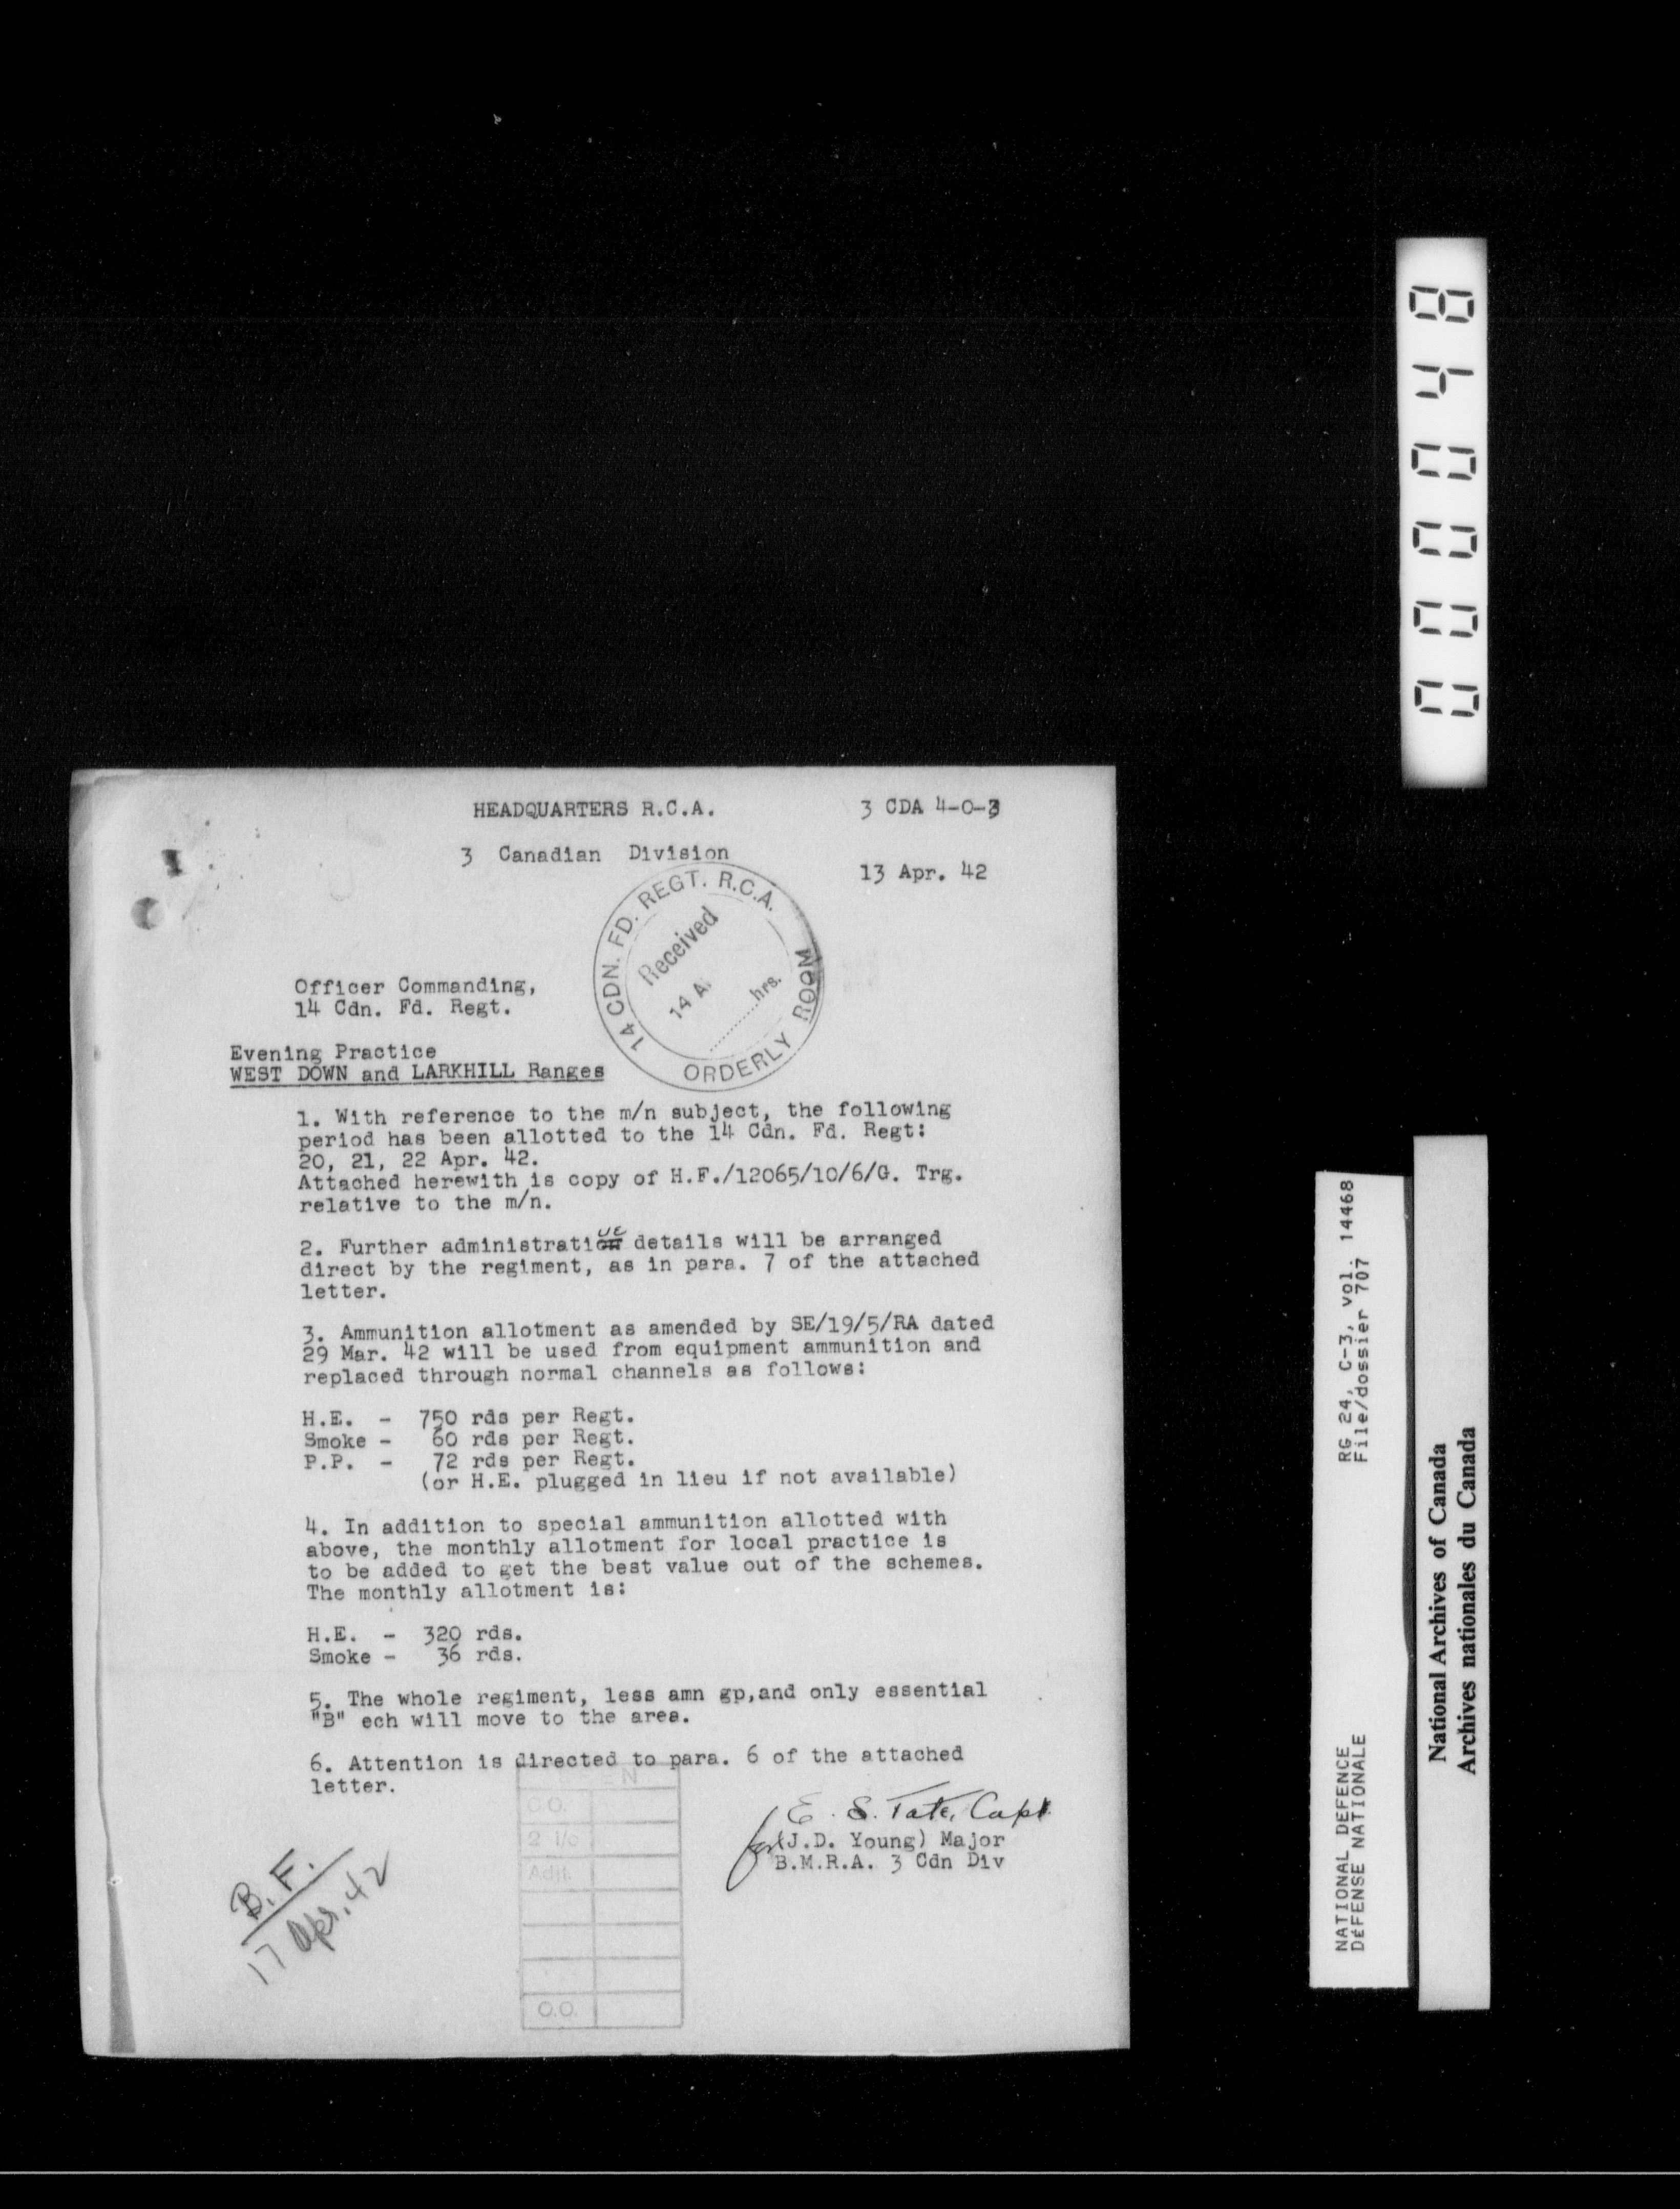 HEADQUARTERS R.C.A.
3 CDA 4-0-3
3 Canadian Division
13 Apr. 42
14 CDN. FD. REGT. R.C.A.
Received
14 A
hrs.
ORDERLY ROOM
Officer Commanding,
14 Cdn. Fd. Regt.
Evening Practice
WEST DOWN and LARKHILL Ranges
1. With reference to the m/n subject, the following
period has been allotted to the 14 Cdn. Fd. Regt:
20, 21, 22 Apr. 42.
Attached herewith is copy of H.F./12065/10/6/G. Trg.
relative to the m/n.
2. Further administrative details will be arranged
direct by the regiment, as in para. 7 of the attached
letter.
3. Ammunition allotment as amended by SE/19/5/RA dated
29 Mar. 42 will be used from equipment ammunition and
replaced through normal channels as follows:
H.E. - 750 rds per Regt.
Smoke - 60 rds per Regt.
P.P. - 72 rds per Regt.
(or H.E. plugged in lieu if not available)
4. In addition to special ammunition allotted with
above, the monthly allotment for local practice is
to be added to get the best value out of the schemes.
The monthly allotment is:
H.E. - 320 rds.
Smoke - 36 rds.
5. The whole regiment, less amn gp,and only essential
"B" ech will move to the area.
6. Attention is directed to para. 6 of the attached
letter.
E. S. Tate, Capt
for (J.D. Young) Major
B.M.R.A. 3 Cdn Div
C.O.
2 i/c
Adjt.
O.O.
B.F.
17 Apr. 42
000048
RG 24, C-3, vol. 14468
File/dossier 707
NATIONAL DEFENCE
DÉFENSE NATIONALE
National Archives of Canada
Archives nationales du Canada